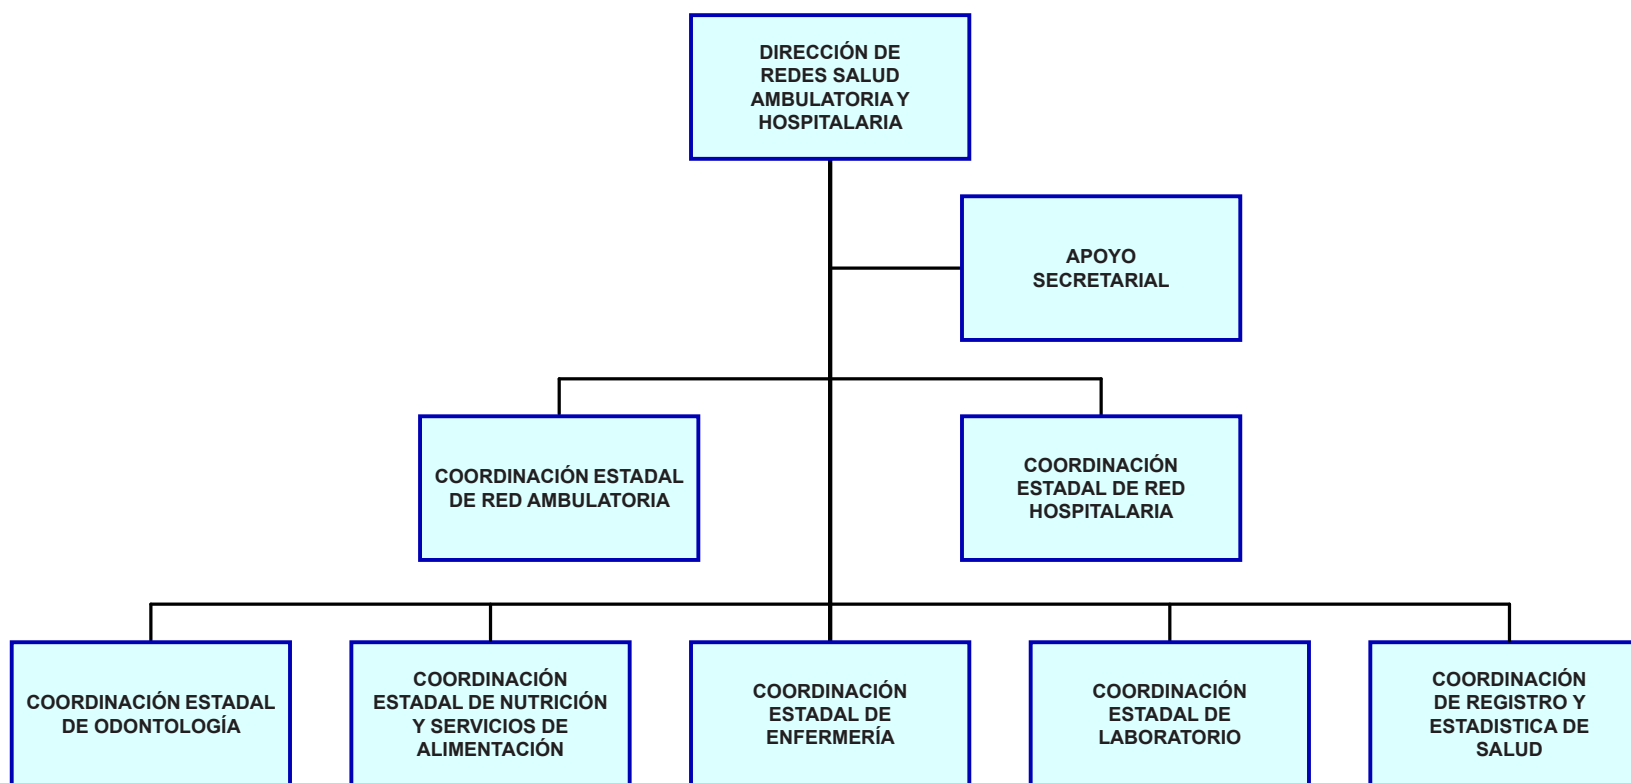 DIRECCIÓN DE
REDES SALUD
AMBULATORIA Y
HOSPITALARIA
APOYO
SECRETARIAL
COORDINACIÓN ESTADAL
DE RED AMBULATORIA
COORDINACIÓN
ESTADAL DE RED
HOSPITALARIA
COORDINACIÓN ESTADAL
DE ODONTOLOGÍA
COORDINACIÓN
ESTADAL DE NUTRICIÓN
Y SERVICIOS DE
ALIMENTACIÓN
COORDINACIÓN
ESTADAL DE
ENFERMERÍA
COORDINACIÓN
ESTADAL DE
LABORATORIO
COORDINACIÓN
DE REGISTRO Y
ESTADISTICA DE
SALUD